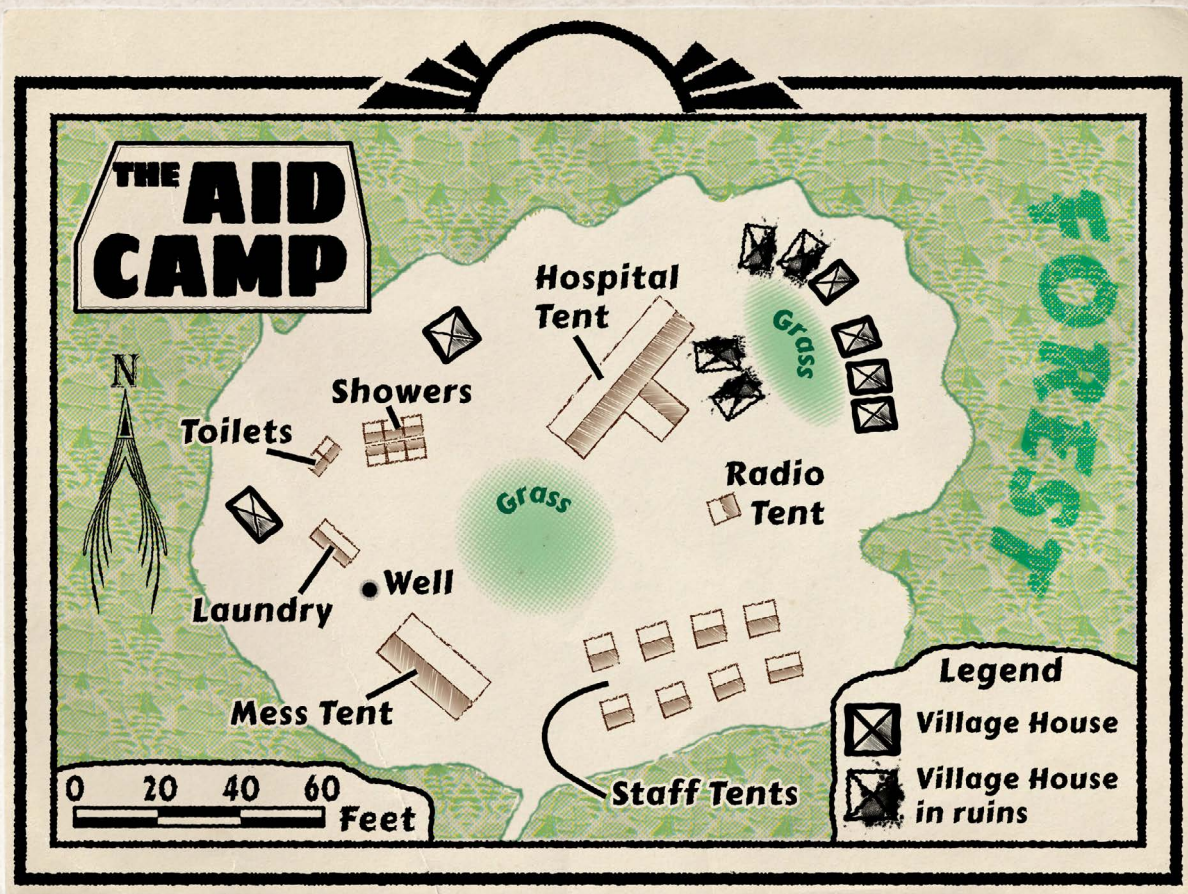 THE AID
CAMP
N
Hospital
Tent
Grass
FOREST
Showers
Toilets
Grass
Radio
Tent
Well
Laundry
Mess Tent
Staff Tents
0 20 40 60
Feet
Legend
Village House
Village House
in ruins